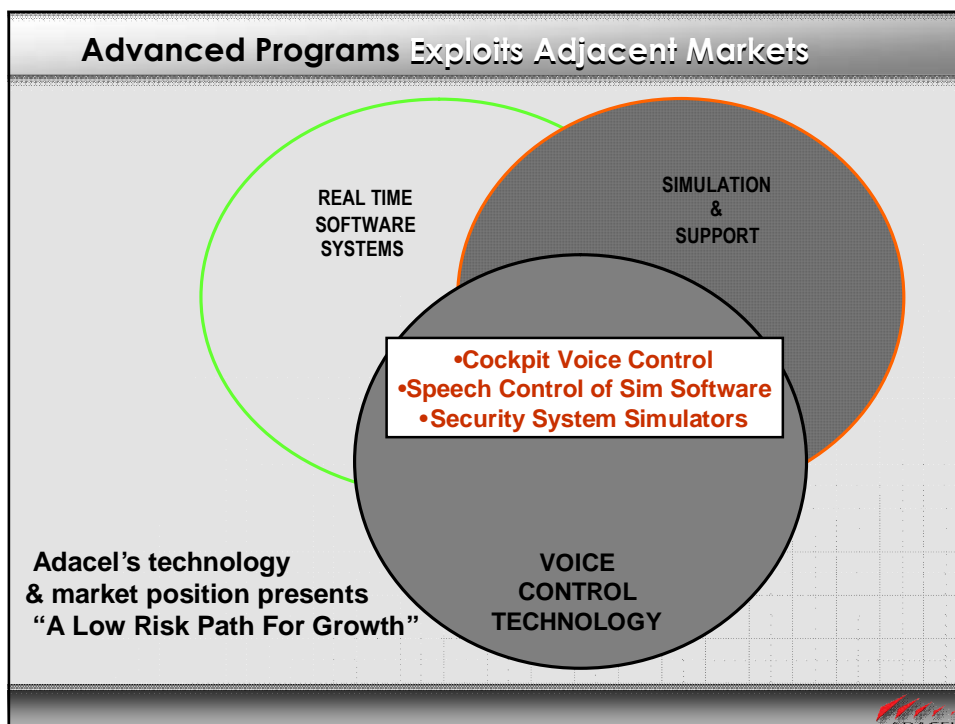 Advanced Programs Exploits Adjacent Markets
REAL TIME
SOFTWARE
SYSTEMS
SIMULATION
&
SUPPORT
•Cockpit Voice Control
•Speech Control of Sim Software
•Security System Simulators
VOICE
CONTROL
TECHNOLOGY
Adacel’s technology
& market position presents
“A Low Risk Path For Growth”